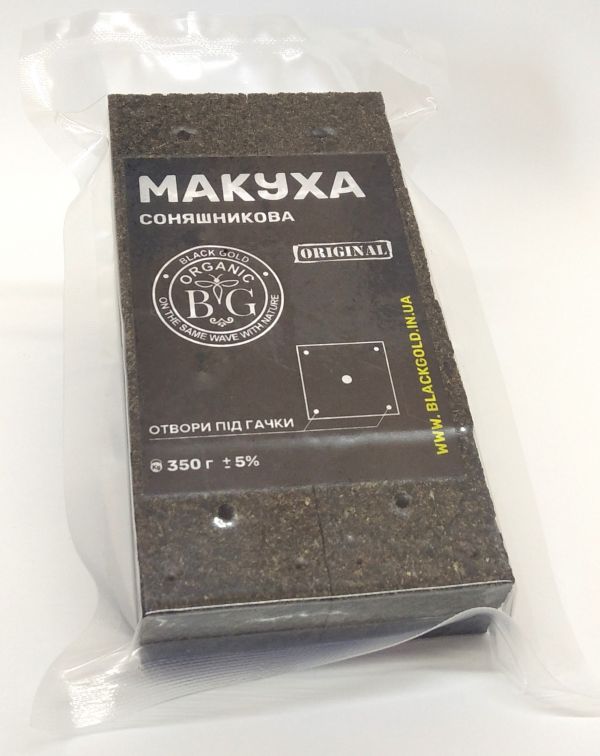 МАКУХА
СОНЯШНИКОВА
ORIGINAL
BLACK GOLD
ORGANIC
BG
ON THE SAME WAVE WITH NATURE
WWW. BLACKGOLD.IN.UA
ОТВОРИ ПІД ГАЧКИ
Kg 350 г ± 5%